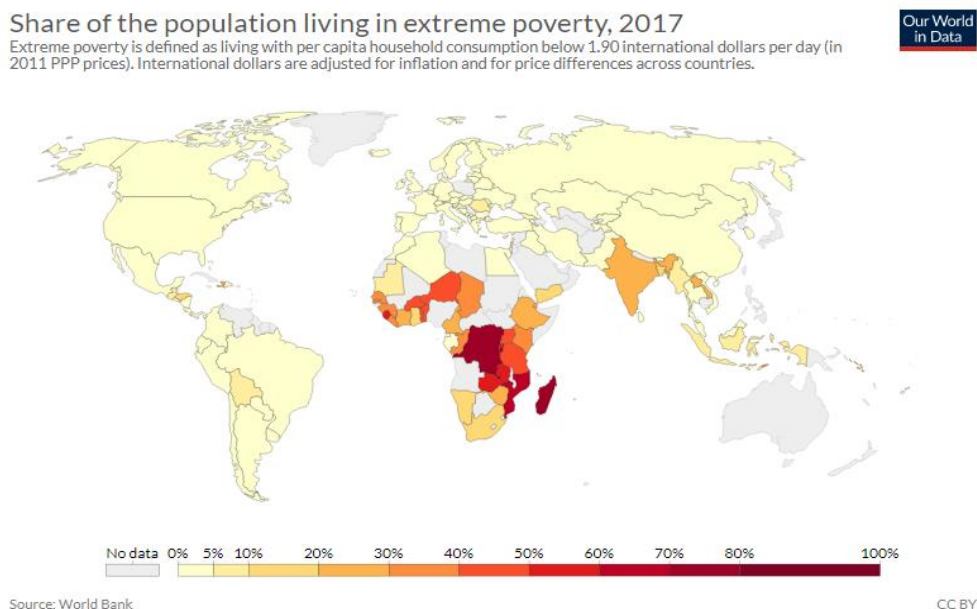 Share of the population living in extreme poverty, 2017
Our World
in Data
Extreme poverty is defined as living with per capita household consumption below 1.90 international dollars per day (in
2011 PPP prices). International dollars are adjusted for inflation and for price differences across countries.
No data 0% 5% 10% 20% 30% 40% 50% 60% 70% 80% 100%
Source: World Bank
CC BY